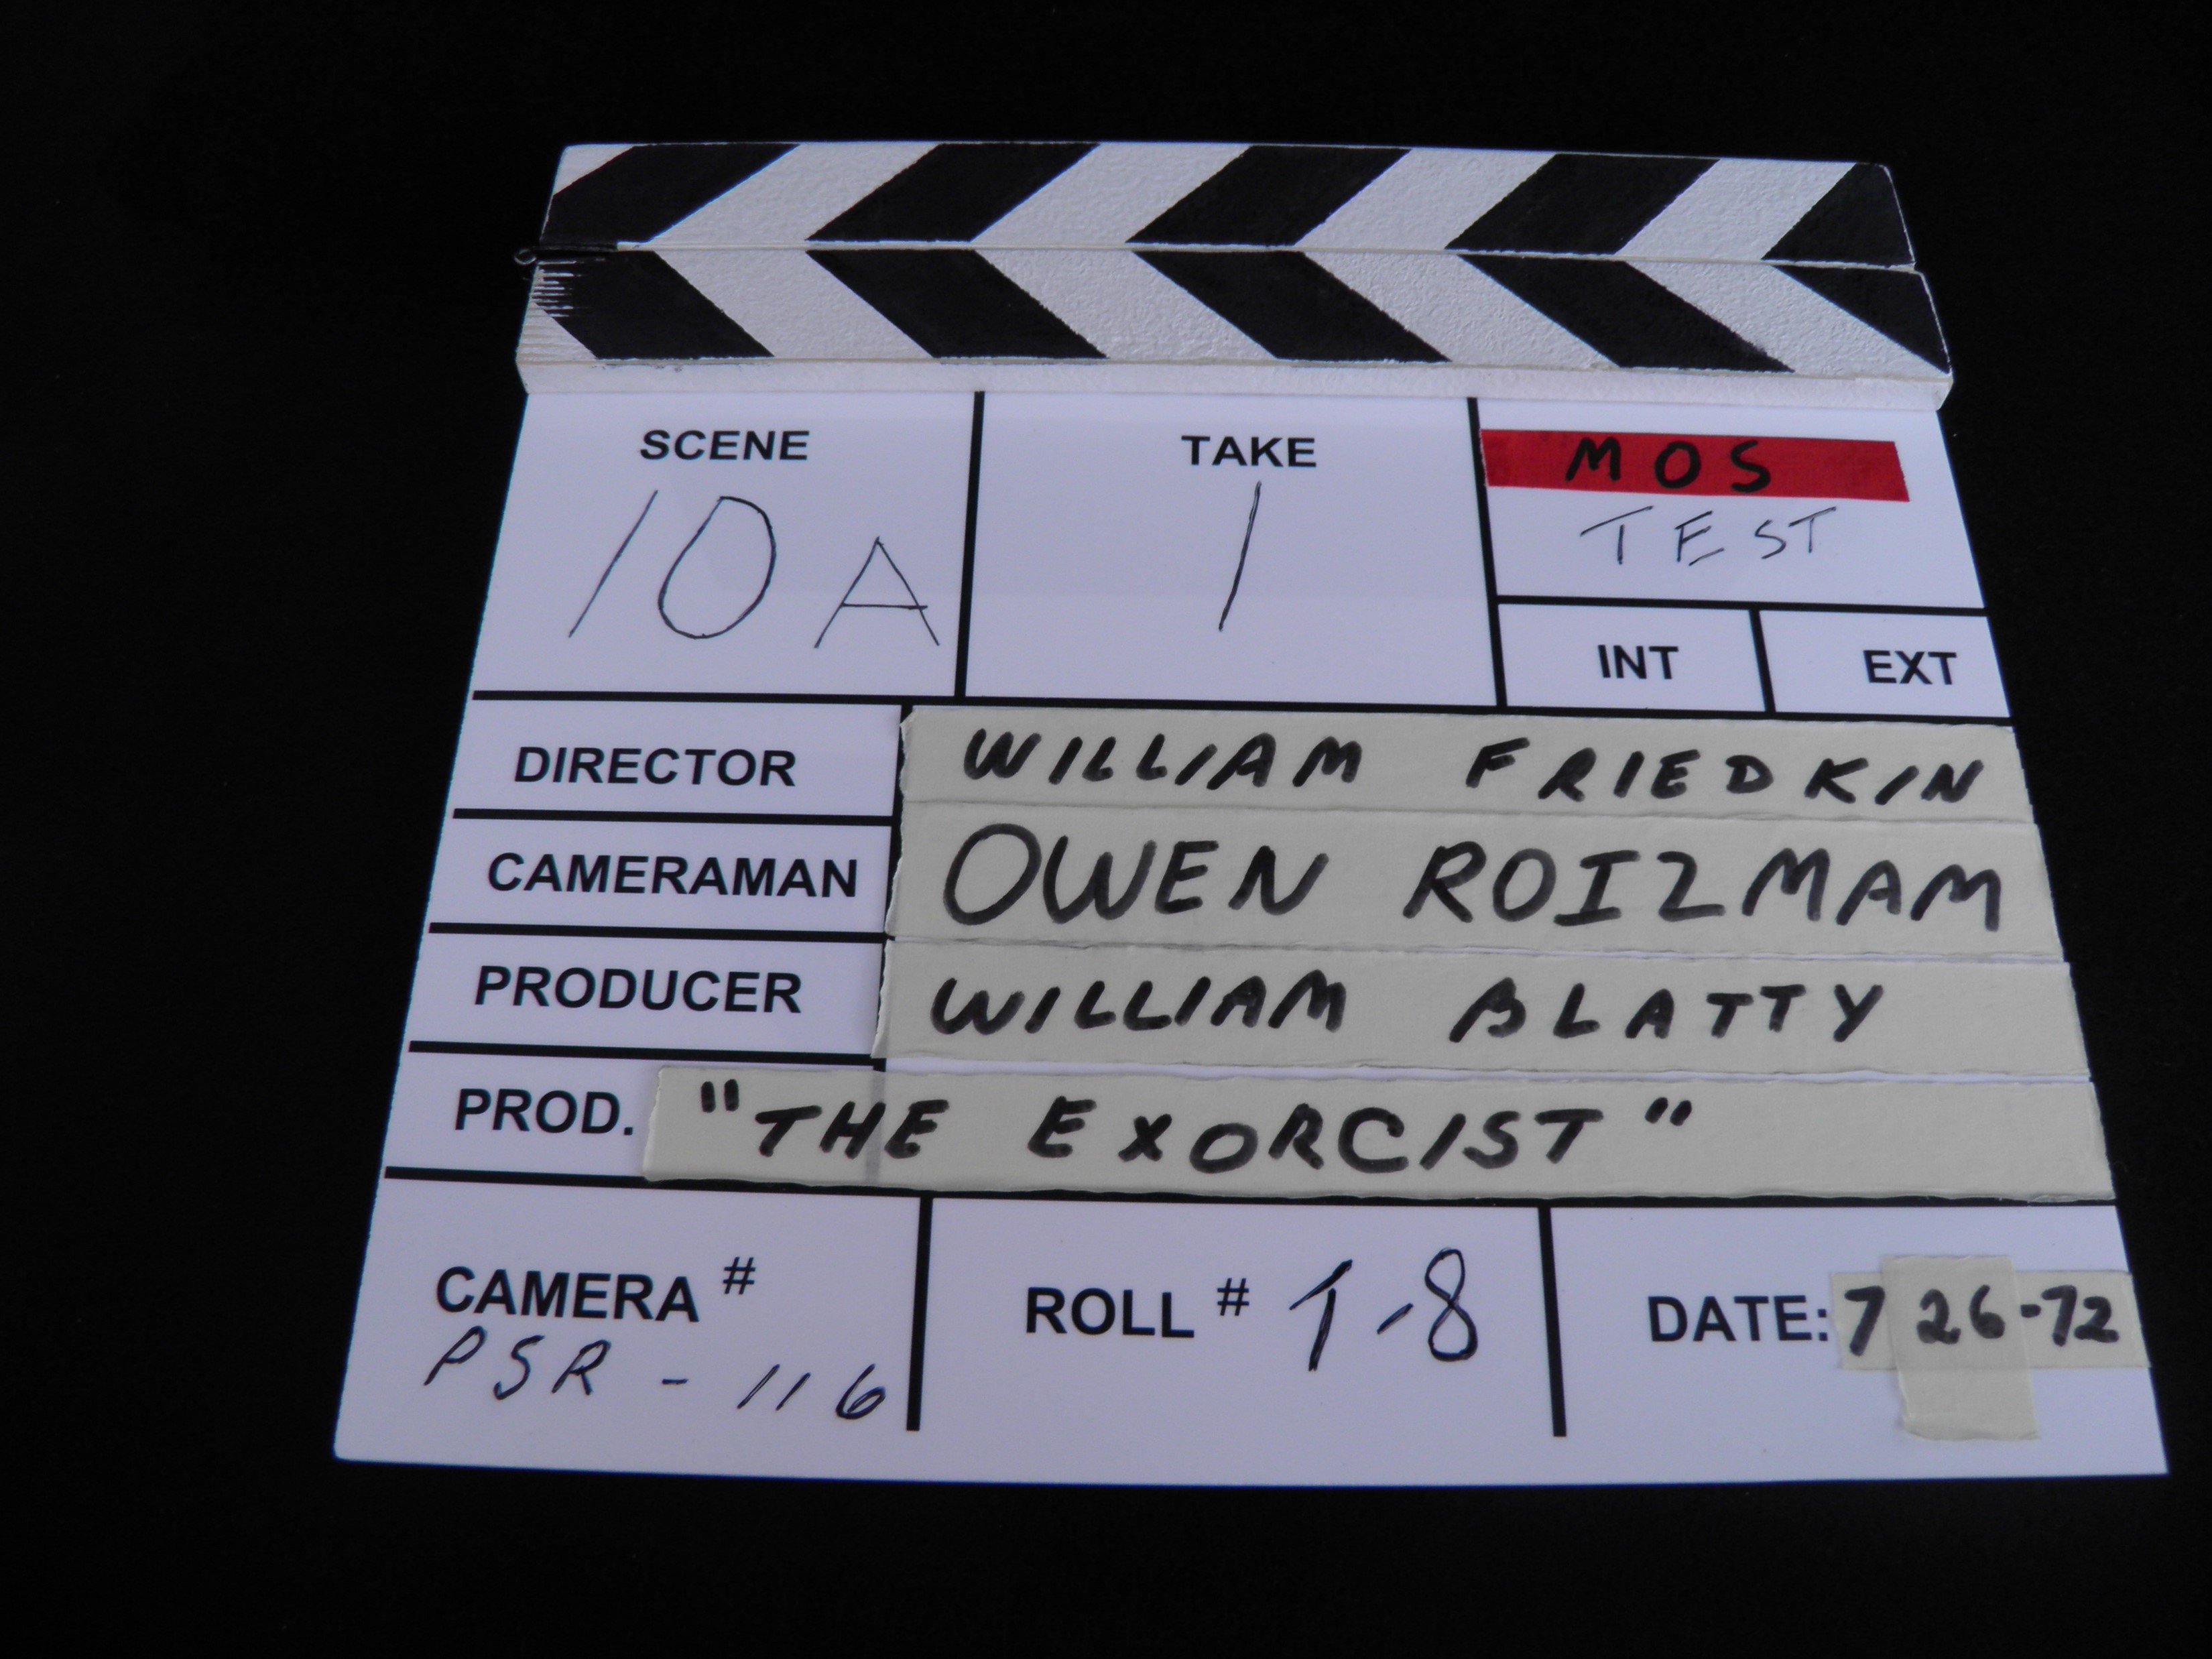 SCENE TAKE MOS
10A 1 TEST
INT EXT
DIRECTOR WILLIAM FRIEDKIN
CAMERAMAN OWEN ROIZMAM
PRODUCER WILLIAM BLATTY
PROD. "THE EXORCIST"
CAMERA # ROLL # 1-8 DATE: 7 26-72
PSR - 116